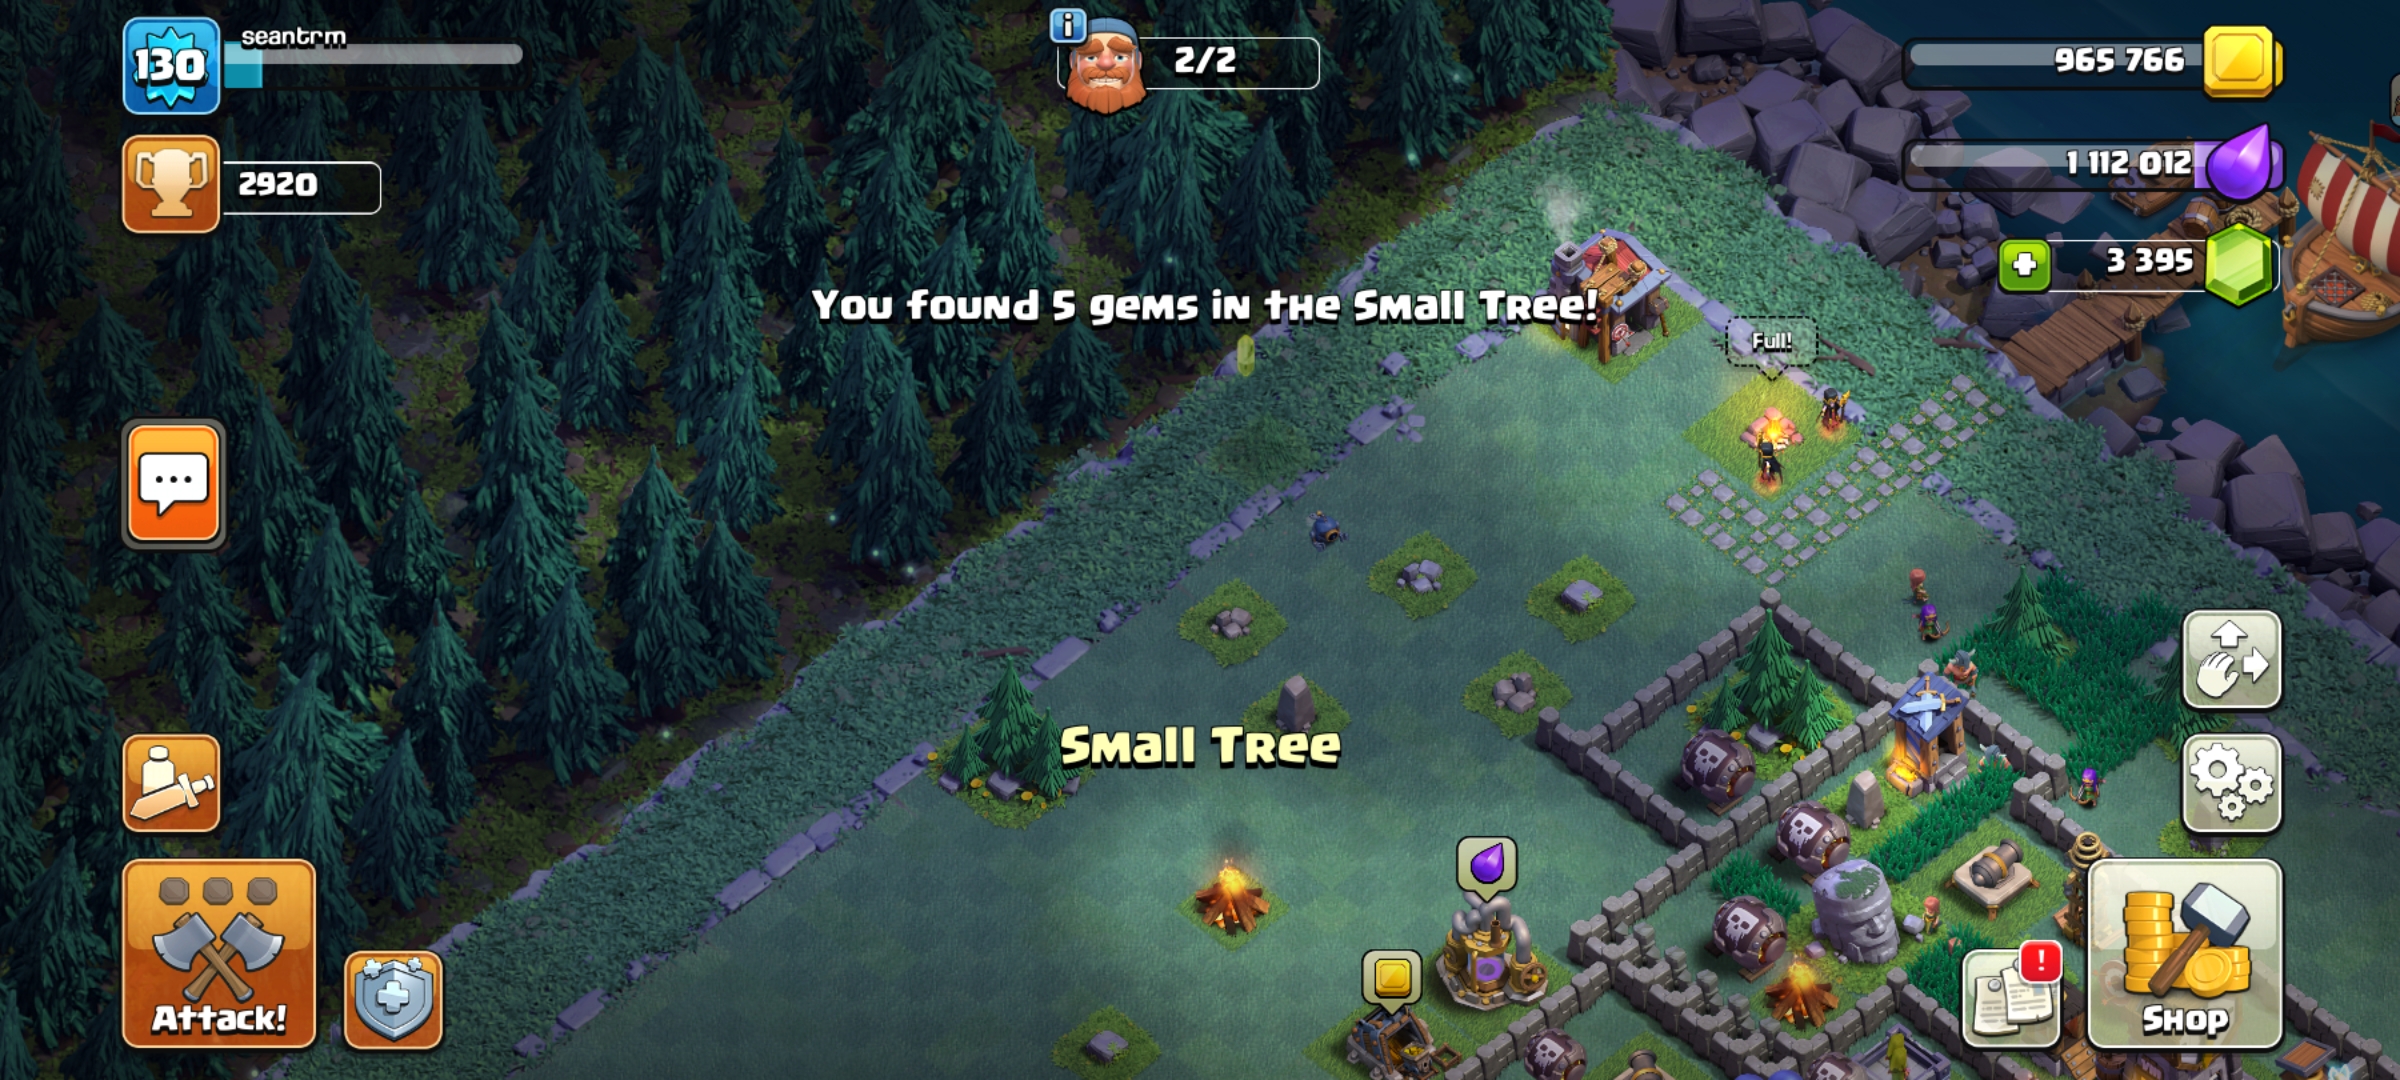 130
seantrm
2/2
965 766
2920
1 112 012
3 395
You found 5 gems in the Small Tree!
Full!
Small Tree
Attack!
!
Shop